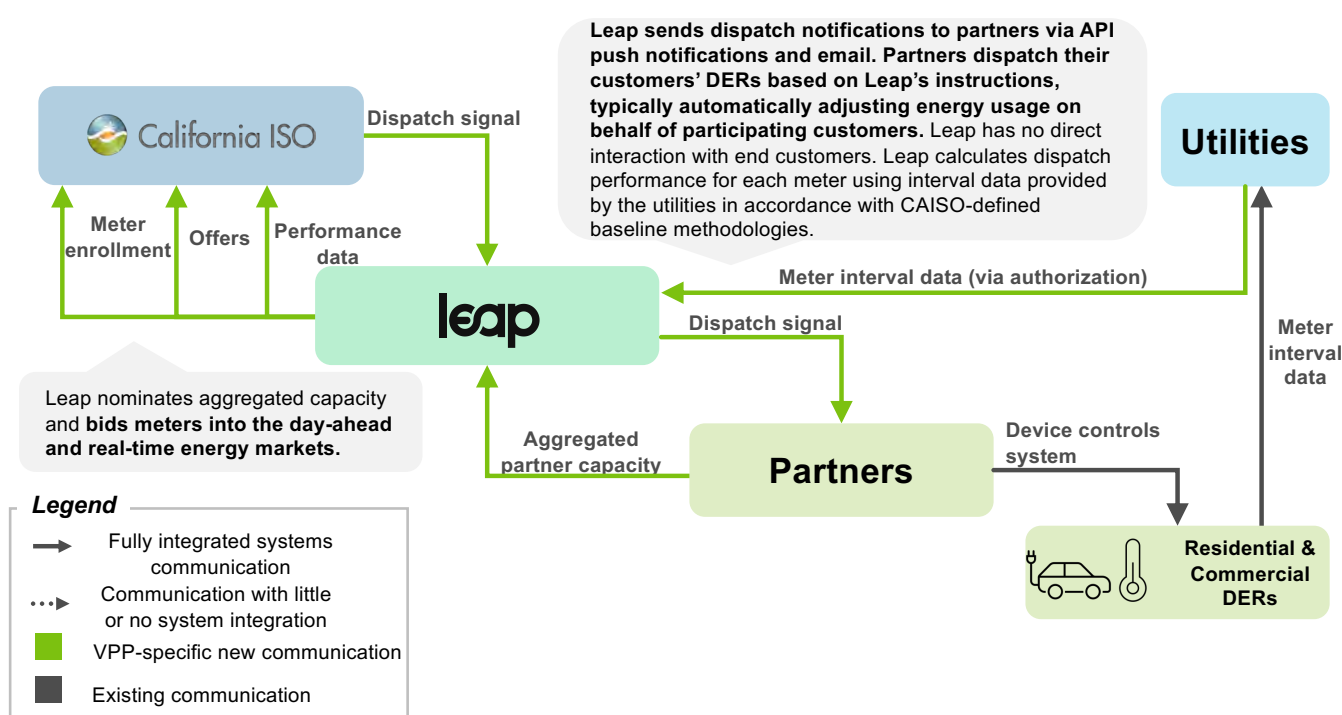 Leap sends dispatch notifications to partners via API
push notifications and email. Partners dispatch their
customers’ DERs based on Leap’s instructions,
typically automatically adjusting energy usage on
behalf of participating customers. Leap has no direct
interaction with end customers. Leap calculates dispatch
performance for each meter using interval data provided
by the utilities in accordance with CAISO-defined
baseline methodologies.
California ISO
Dispatch signal
Utilities
Meter
enrollment
Offers
Performance
data
Meter interval data (via authorization)
leap
Dispatch signal
Meter
interval
data
Leap nominates aggregated capacity
and bids meters into the day-ahead
and real-time energy markets.
Aggregated
partner capacity
Partners
Device controls
system
Residential &
Commercial
DERs
Legend
Fully integrated systems
communication
Communication with little
or no system integration
VPP-specific new communication
Existing communication